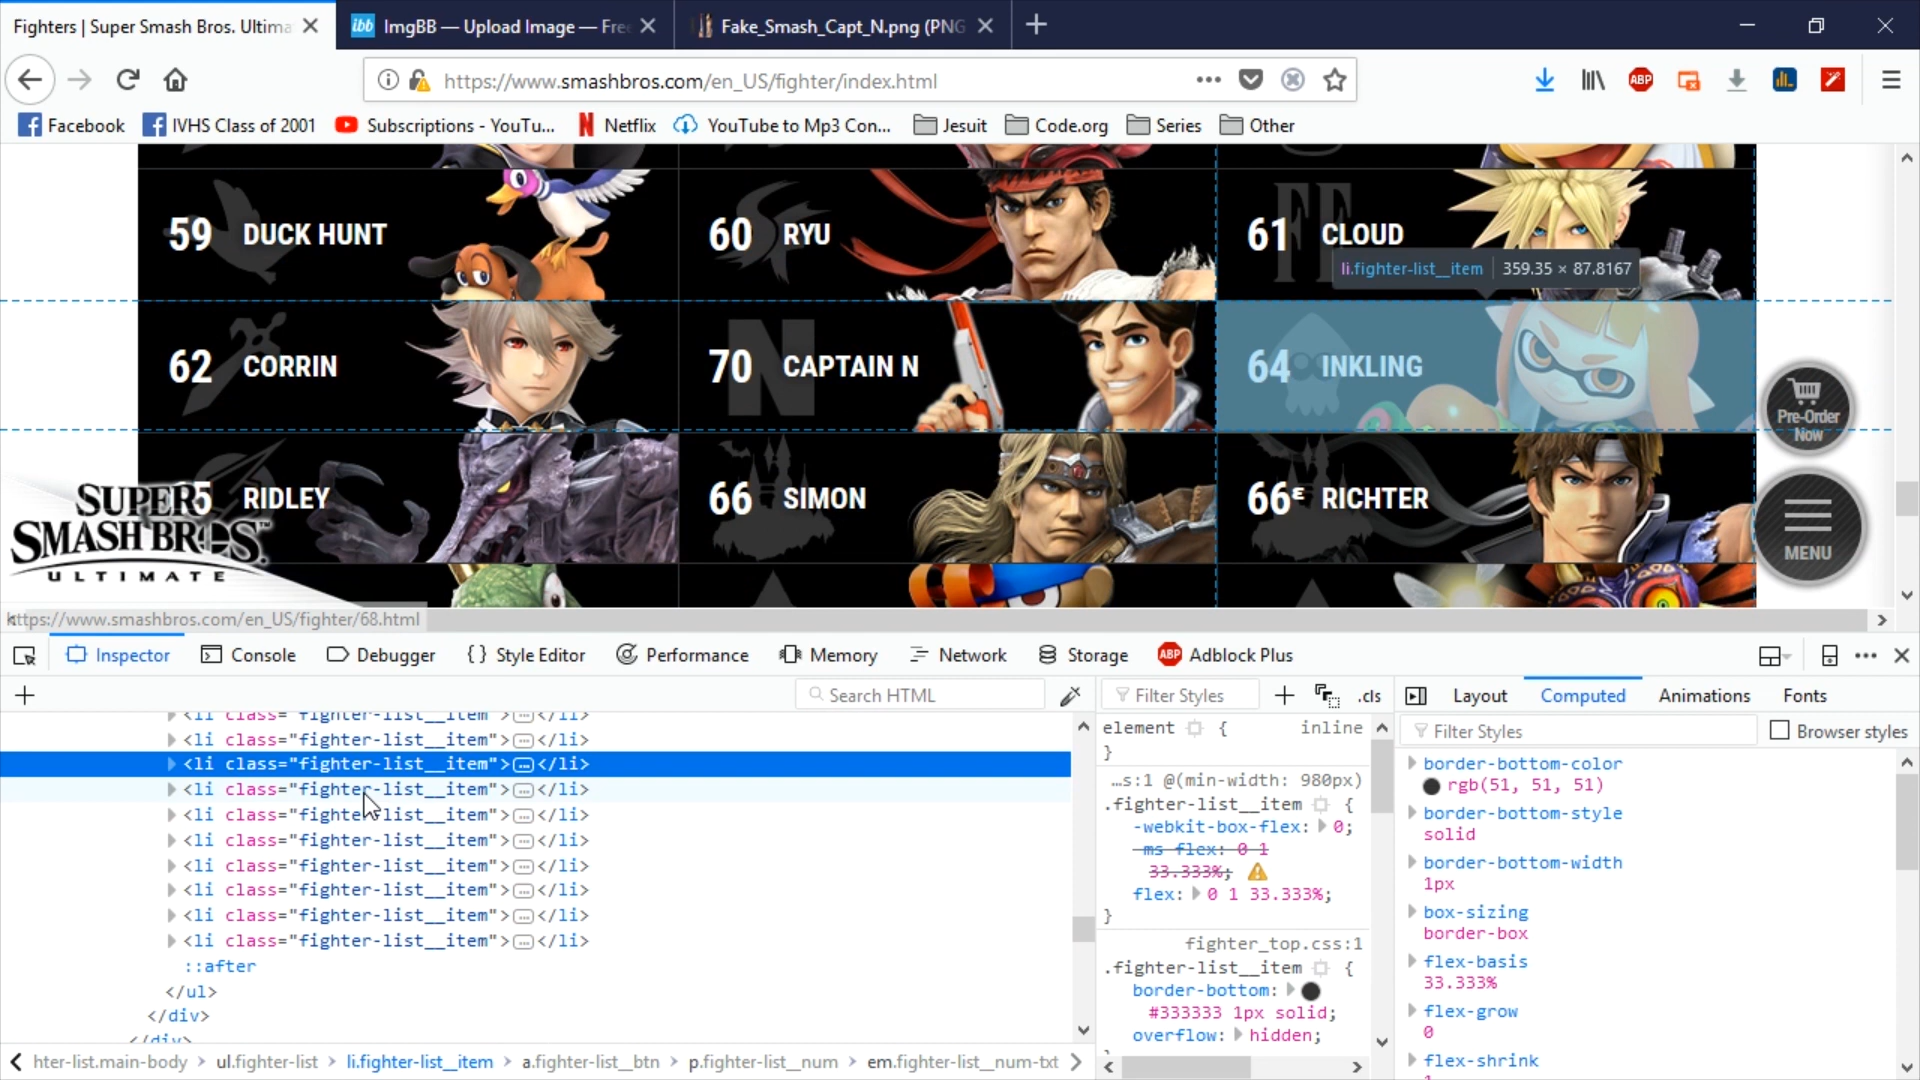 Fighters | Super Smash Bros. Ultima
ibb ImgBB — Upload Image — Fre
Fake_Smash_Capt_N.png (PNG
https://www.smashbros.com/en_US/fighter/index.html
ABP
Facebook
IVHS Class of 2001
Subscriptions - YouTu...
Netflix
YouTube to Mp3 Con...
Jesuit
Code.org
Series
Other
59 DUCK HUNT
60 RYU
61 CLOUD
li.fighter-list__item 359.35 × 87.8167
62 CORRIN
70 CAPTAIN N
64 INKLING
Pre-Order
Now
65 RIDLEY
66 SIMON
66ᵋ RICHTER
SUPER
SMASH BROS.™
ULTIMATE
MENU
https://www.smashbros.com/en_US/fighter/68.html
Inspector
Console
Debugger
{} Style Editor
Performance
Memory
Network
Storage
ABP Adblock Plus
+
Search HTML
Filter Styles
+
.cls
Layout
Computed
Animations
Fonts
<li class="fighter-list__item">…</li>
<li class="fighter-list__item">…</li>
<li class="fighter-list__item">…</li>
<li class="fighter-list__item">…</li>
<li class="fighter-list__item">…</li>
<li class="fighter-list__item">…</li>
<li class="fighter-list__item">…</li>
<li class="fighter-list__item">…</li>
<li class="fighter-list__item">…</li>
<li class="fighter-list__item">…</li>
::after
</ul>
</div>
</div>
element { inline
}
…s:1 @(min-width: 980px)
.fighter-list__item {
-webkit-box-flex: 0;
-ms-flex: 0 1
33.333%;
flex: 0 1 33.333%;
}
fighter_top.css:1
.fighter-list__item {
border-bottom:
#333333 1px solid;
overflow: hidden;
Filter Styles
Browser styles
border-bottom-color
rgb(51, 51, 51)
border-bottom-style
solid
border-bottom-width
1px
box-sizing
border-box
flex-basis
33.333%
flex-grow
0
flex-shrink
hter-list.main-body
ul.fighter-list
li.fighter-list__item
a.fighter-list__btn
p.fighter-list__num
em.fighter-list__num-txt